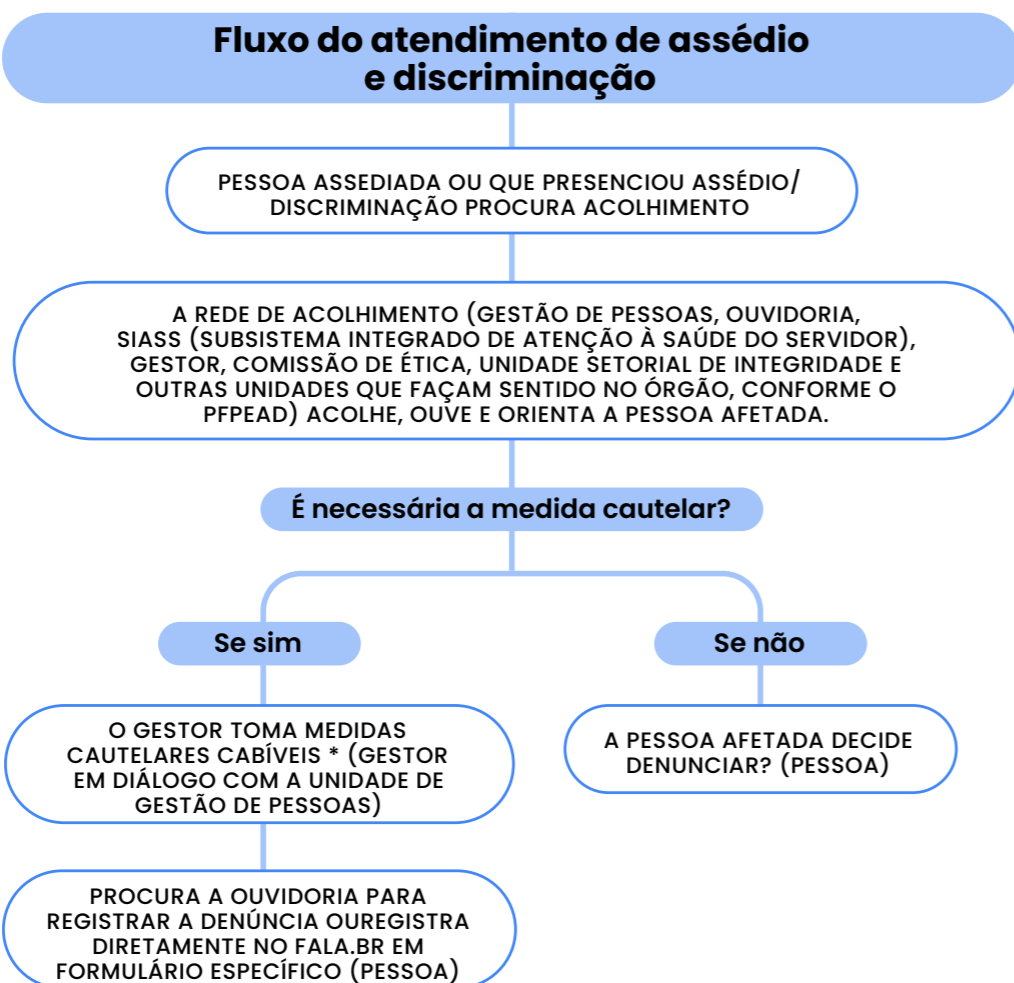 Fluxo do atendimento de assédio
e discriminação
PESSOA ASSEDIADA OU QUE PRESENCIOU ASSÉDIO/
DISCRIMINAÇÃO PROCURA ACOLHIMENTO
A REDE DE ACOLHIMENTO (GESTÃO DE PESSOAS, OUVIDORIA,
SIASS (SUBSISTEMA INTEGRADO DE ATENÇÃO À SAÚDE DO SERVIDOR),
GESTOR, COMISSÃO DE ÉTICA, UNIDADE SETORIAL DE INTEGRIDADE E
OUTRAS UNIDADES QUE FAÇAM SENTIDO NO ÓRGÃO, CONFORME O
PFPEAD) ACOLHE, OUVE E ORIENTA A PESSOA AFETADA.
É necessária a medida cautelar?
Se sim
O GESTOR TOMA MEDIDAS
CAUTELARES CABÍVEIS * (GESTOR
EM DIÁLOGO COM A UNIDADE DE
GESTÃO DE PESSOAS)
PROCURA A OUVIDORIA PARA
REGISTRAR A DENÚNCIA OUREGISTRA
DIRETAMENTE NO FALA.BR EM
FORMULÁRIO ESPECÍFICO (PESSOA)
Se não
A PESSOA AFETADA DECIDE
DENUNCIAR? (PESSOA)